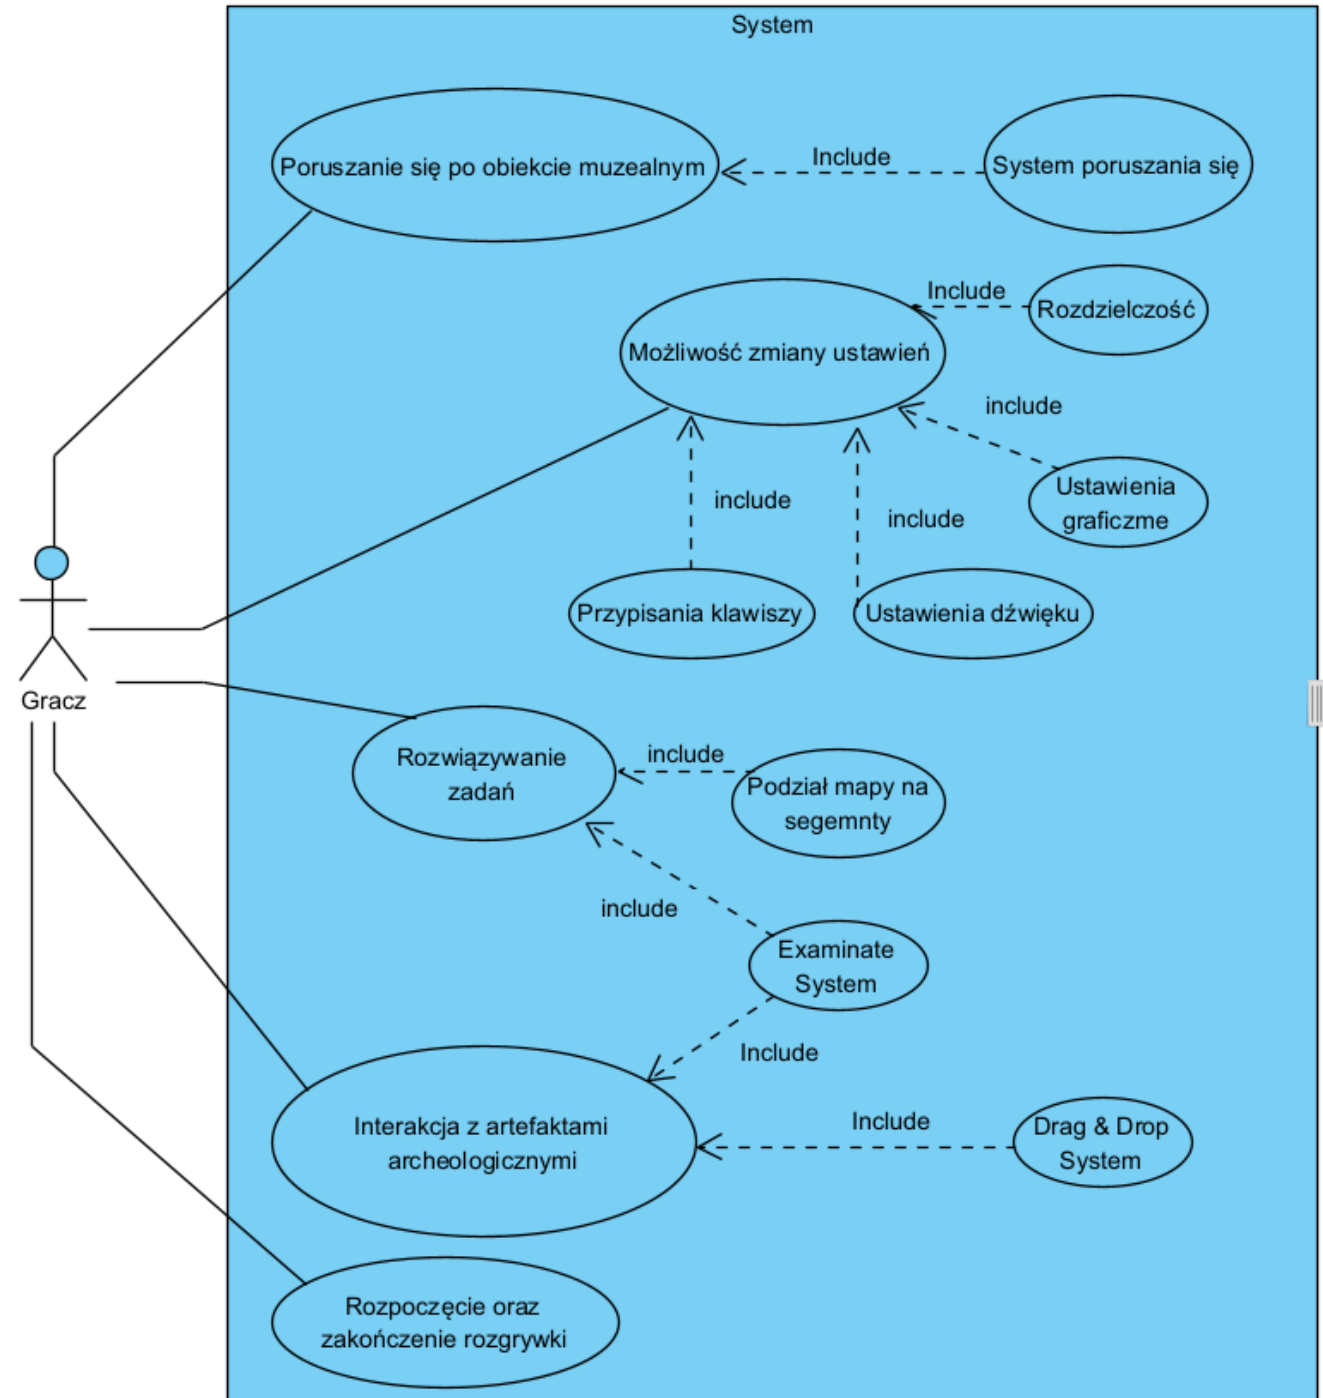 System
Poruszanie się po obiekcie muzealnym
Include
System poruszania się
Include
Rozdzielczość
Możliwość zmiany ustawień
include
Ustawienia
graficzme
include
include
Przypisania klawiszy
Ustawienia dźwięku
Gracz
Rozwiązywanie
zadań
include
Podział mapy na
segemnty
include
Examinate
System
Include
Interakcja z artefaktami
archeologicznymi
Include
Drag & Drop
System
Rozpoczęcie oraz
zakończenie rozgrywki